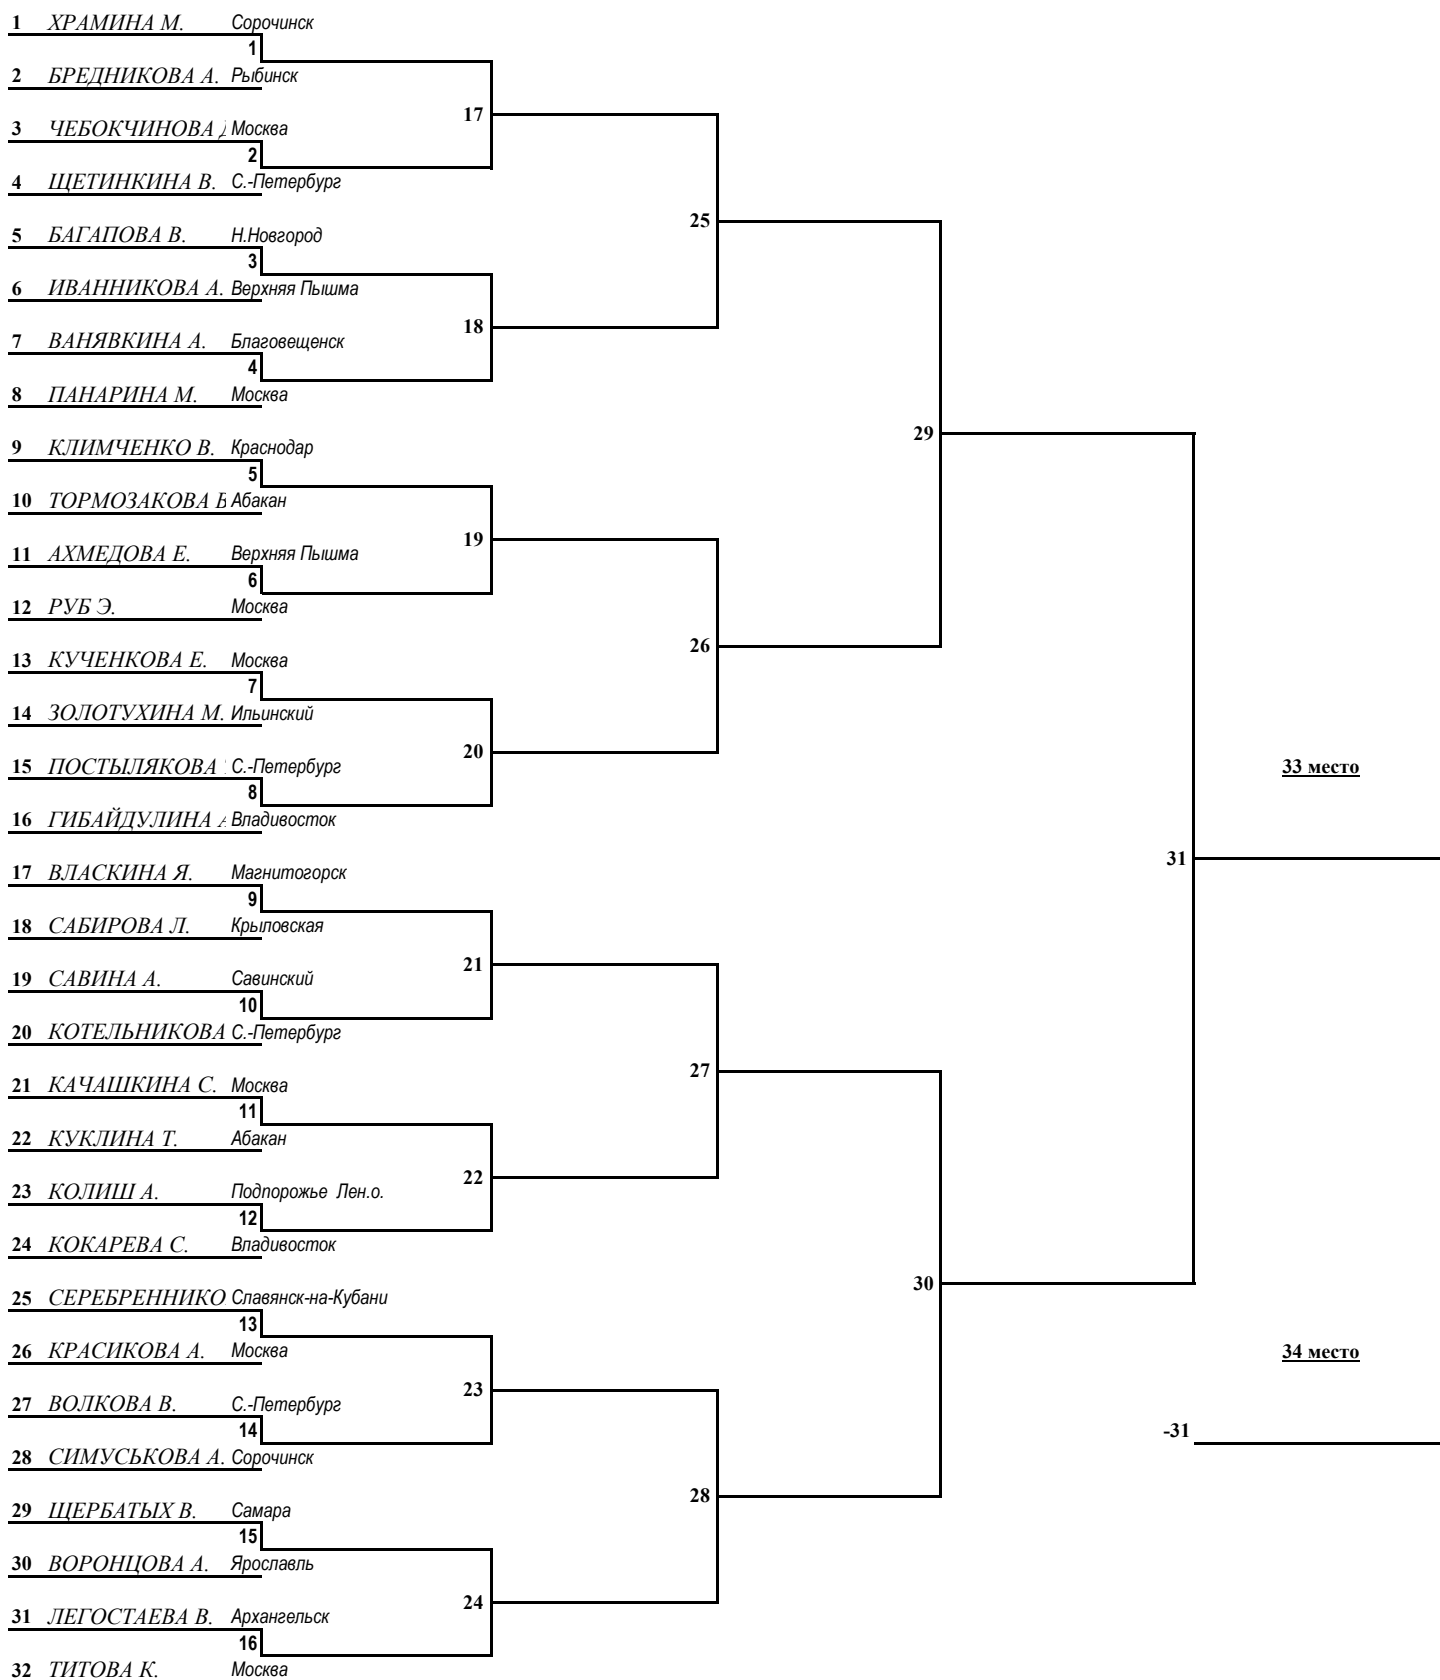 1 ХРАМИНА М. Сорочинск
1
2 БРЕДНИКОВА А. Рыбинск
17
3 ЧЕБОКЧИНОВА Москва
2
4 ЩЕТИНКИНА В. С.-Петербург
25
5 БАГАПОВА В. Н.Новгород
3
6 ИВАННИКОВА А. Верхняя Пышма
18
7 ВАНЯВКИНА А. Благовещенск
4
8 ПАНАРИНА М. Москва
29
9 КЛИМЧЕНКО В. Краснодар
5
10 ТОРМОЗАКОВА Абакан
19
11 АХМЕДОВА Е. Верхняя Пышма
6
12 РУБ Э. Москва
26
13 КУЧЕНКОВА Е. Москва
7
14 ЗОЛОТУХИНА М. Ильинский
20
15 ПОСТЫЛЯКОВА С.-Петербург
33 место
8
16 ГИБАЙДУЛИНА Владивосток
31
17 ВЛАСКИНА Я. Магнитогорск
9
18 САБИРОВА Л. Крыловская
21
19 САВИНА А. Савинский
10
20 КОТЕЛЬНИКОВА С.-Петербург
27
21 КАЧАШКИНА С. Москва
11
22 КУКЛИНА Т. Абакан
22
23 КОЛИШ А. Подпорожье Лен.о.
12
24 КОКАРЕВА С. Владивосток
30
25 СЕРЕБРЕННИКО Славянск-на-Кубани
13
26 КРАСИКОВА А. Москва
34 место
23
27 ВОЛКОВА В. С.-Петербург
14
-31
28 СИМУСЬКОВА А. Сорочинск
28
29 ЩЕРБАТЫХ В. Самара
15
30 ВОРОНЦОВА А. Ярославль
24
31 ЛЕГОСТАЕВА В. Архангельск
16
32 ТИТОВА К. Москва